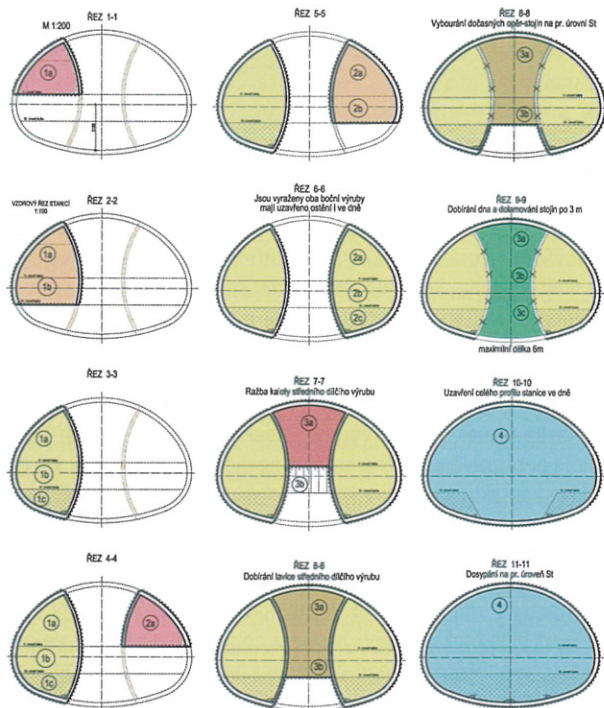 ŘEZ 1-1
M 1:200
1a
ŘEZ 2-2
VZOROVÝ ŘEZ STANICÍ
1:100
1a
1b
ŘEZ 3-3
1a
1b
1c
ŘEZ 4-4
1a
1b
1c
2a
ŘEZ 5-5
2a
2b
ŘEZ 6-6
Jsou vyraženy oba boční výruby
mají uzavřeno ostění i ve dně
2a
2b
2c
ŘEZ 7-7
Ražba kaloty středního dílčího výrubu
3a
3b
ŘEZ 8-8
Dobírání lavice středního dílčího výrubu
3a
3b
ŘEZ 8-8
Vybourání dočasných opěr-stojin na pr. úrovni St
3a
3b
ŘEZ 9-9
Dobírání dna a dolamování stojin po 3 m
3a
3b
3c
maximílní délka 6m
ŘEZ 10-10
Uzavření celého profilu stanice ve dně
4
ŘEZ 11-11
Dosypání na pr. úroveň St
4